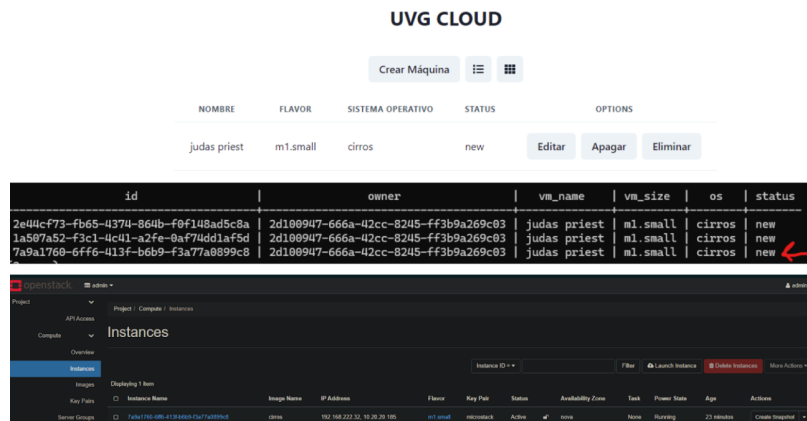 UVG CLOUD
Crear Máquina
NOMBRE FLAVOR SISTEMA OPERATIVO STATUS OPTIONS
judas priest m1.small cirros new Editar Apagar Eliminar
id | owner | vm_name | vm_size | os | status
2e44cf73-fb65-4374-864b-f0f148ad5c8a | 2d100947-666a-42cc-8245-ff3b9a269c03 | judas priest | m1.small | cirros | new
1a507a52-f3c1-4c41-a2fe-0af74dd1af5d | 2d100947-666a-42cc-8245-ff3b9a269c03 | judas priest | m1.small | cirros | new
7a9a1760-6ff6-413f-b6b9-f3a77a0899c8 | 2d100947-666a-42cc-8245-ff3b9a269c03 | judas priest | m1.small | cirros | new
openstack admin admin
Project
Project / Compute / Instances
API Access
Compute
Instances
Overview
Instances
Instance ID = Filter Launch Instance Delete Instances More Actions
Images
Displaying 1 item
Key Pairs
Instance Name Image Name IP Address Flavor Key Pair Status Availability Zone Task Power State Age Actions
Server Groups
7a9a1760-6ff6-413f-b6b9-f3a77a0899c8 cirros 192.168.222.32, 10.20.20.185 m1.small microstack Active nova None Running 23 minutos Create Snapshot